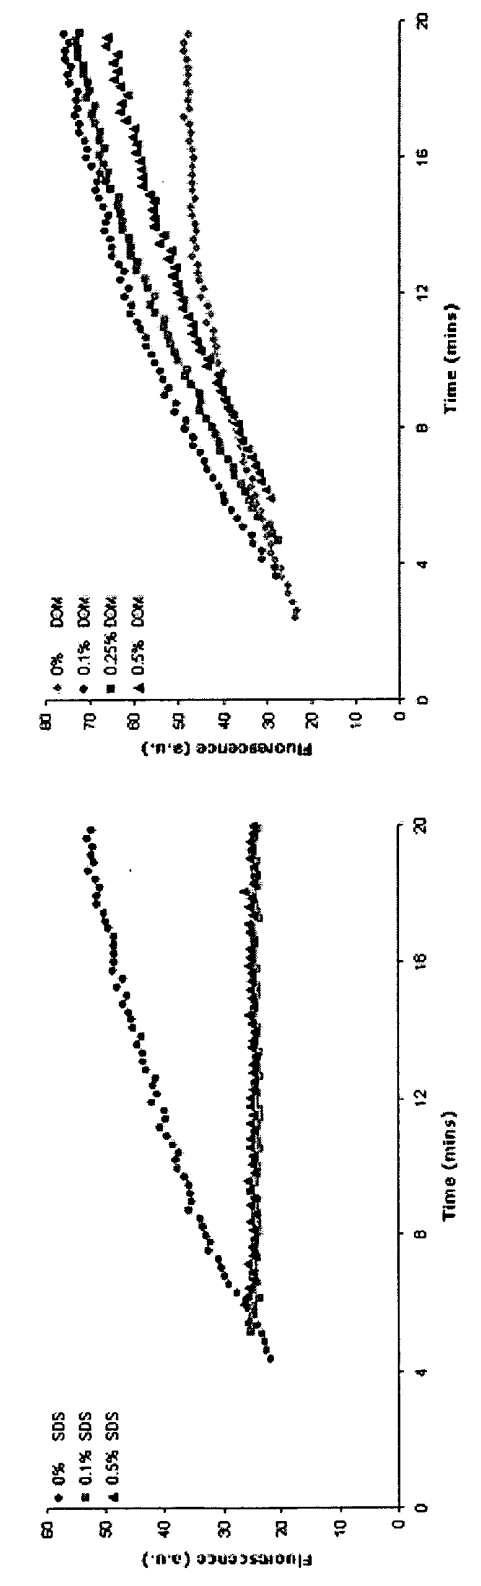 60
50
40
30
20
10
0
0% SDS
0.1% SDS
0.5% SDS
Fluorescence (a.u.)
0 4 8 12 16 20
Time (mins)
80
70
60
50
40
30
20
10
0
0% DDM
0.1% DDM
0.25% DDM
0.5% DDM
Fluorescence (a.u.)
0 4 8 12 16 20
Time (mins)